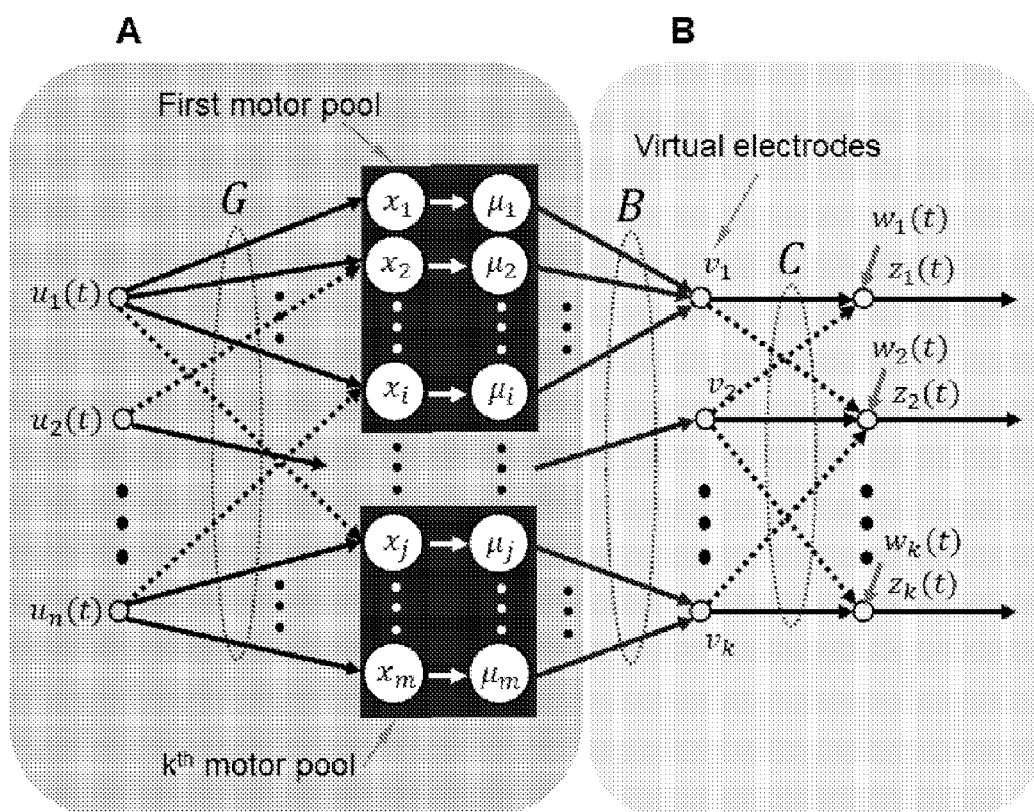 A
B
First motor pool
Virtual electrodes
G
B
C
x₁
μ₁
x₂
μ₂
xᵢ
μᵢ
xⱼ
μⱼ
xₘ
μₘ
u₁(t)
u₂(t)
uₙ(t)
v₁
v₂
vₖ
w₁(t)
z₁(t)
w₂(t)
z₂(t)
wₖ(t)
zₖ(t)
kᵗʰ motor pool